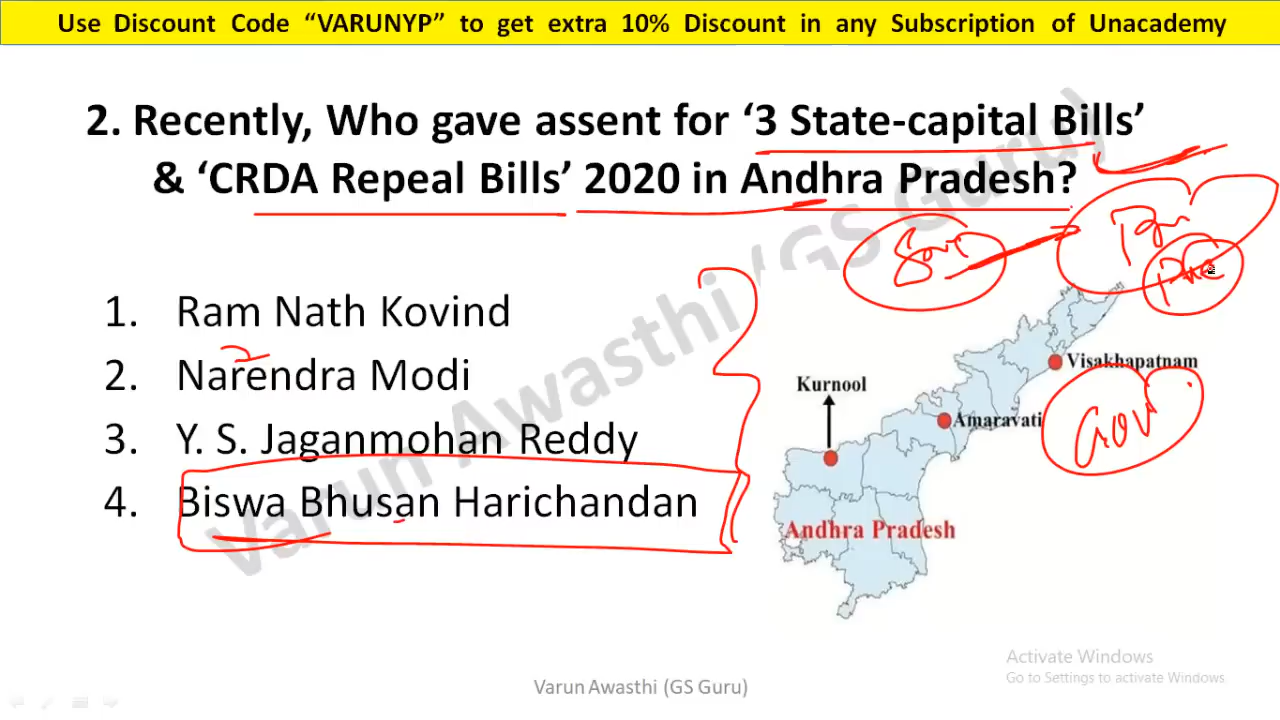 Use Discount Code “VARUNYP” to get extra 10% Discount in any Subscription of Unacademy
2. Recently, Who gave assent for ‘3 State-capital Bills’
& ‘CRDA Repeal Bills’ 2020 in Andhra Pradesh?
1. Ram Nath Kovind
2. Narendra Modi
3. Y. S. Jaganmohan Reddy
4. Biswa Bhusan Harichandan
Visakhapatnam
Kurnool
Amaravati
Gov
Andhra Pradesh
Varun Awasthi (GS Guru)
Activate Windows
Go to Settings to activate Windows.
Varun Awasthi (GS Guru)